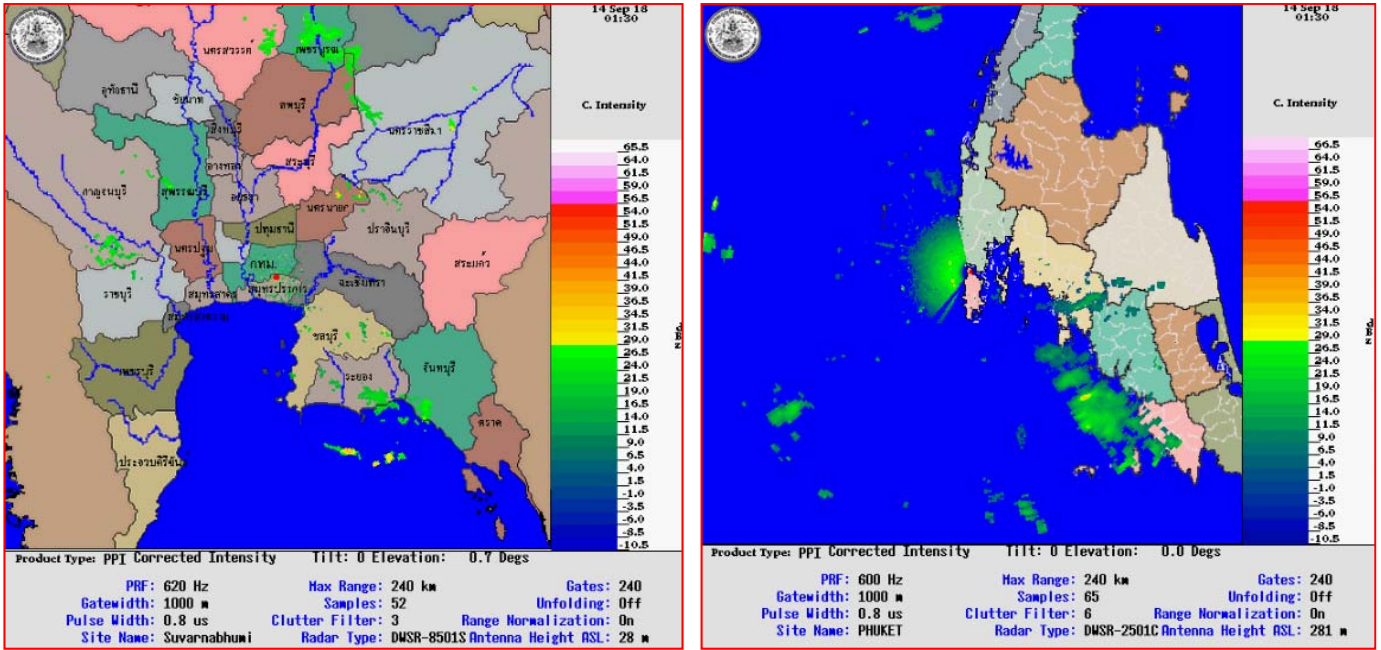 14 Sep 18
01:30
C. Intensity
65.5
64.0
61.5
59.0
56.5
54.0
51.5
49.0
46.5
44.0
41.5
39.0
36.5
34.0
31.5
29.0
26.5
24.0
21.5
19.0
16.5
14.0
11.5
9.0
6.5
4.0
1.5
-1.0
-3.5
-6.0
-8.5
-10.5
นครสวรรค์
เพชรบูรณ์
อุทัยธานี
ชัยนาท
ลพบุรี
สิงห์บุรี
นครราชสีมา
อ่างทอง
สระบุรี
กาญจนบุรี
สุพรรณบุรี
อยุธยา
นครนายก
ปทุมธานี
ปราจีนบุรี
นครปฐม
กทม.
สระแก้ว
ราชบุรี
สมุทรสาคร
สมุทรปราการ
ฉะเชิงเทรา
ชลบุรี
เพชรบุรี
ระยอง
จันทบุรี
ตราด
ประจวบคีรีขันธ์
Product Type: PPI Corrected Intensity Tilt: 0 Elevation: 0.7 Degs
PRF: 620 Hz Max Range: 240 km Gates: 240
Gatewidth: 1000 m Samples: 52 Unfolding: Off
Pulse Width: 0.8 us Clutter Filter: 3 Range Normalization: On
Site Name: Suvarnabhumi Radar Type: DWSR-8501S Antenna Height ASL: 28 m
14 Sep 18
01:30
C. Intensity
66.5
64.0
61.5
59.0
56.5
54.0
51.5
49.0
46.5
44.0
41.5
39.0
36.5
34.0
31.5
29.0
26.5
24.0
21.5
19.0
16.5
14.0
11.5
9.0
6.5
4.0
1.5
-1.0
-3.5
-6.0
-8.5
-10.5
Product Type: PPI Corrected Intensity Tilt: 0 Elevation: 0.0 Degs
PRF: 600 Hz Max Range: 240 km Gates: 240
Gatewidth: 1000 m Samples: 65 Unfolding: Off
Pulse Width: 0.8 us Clutter Filter: 6 Range Normalization: On
Site Name: PHUKET Radar Type: DWSR-2501C Antenna Height ASL: 281 m